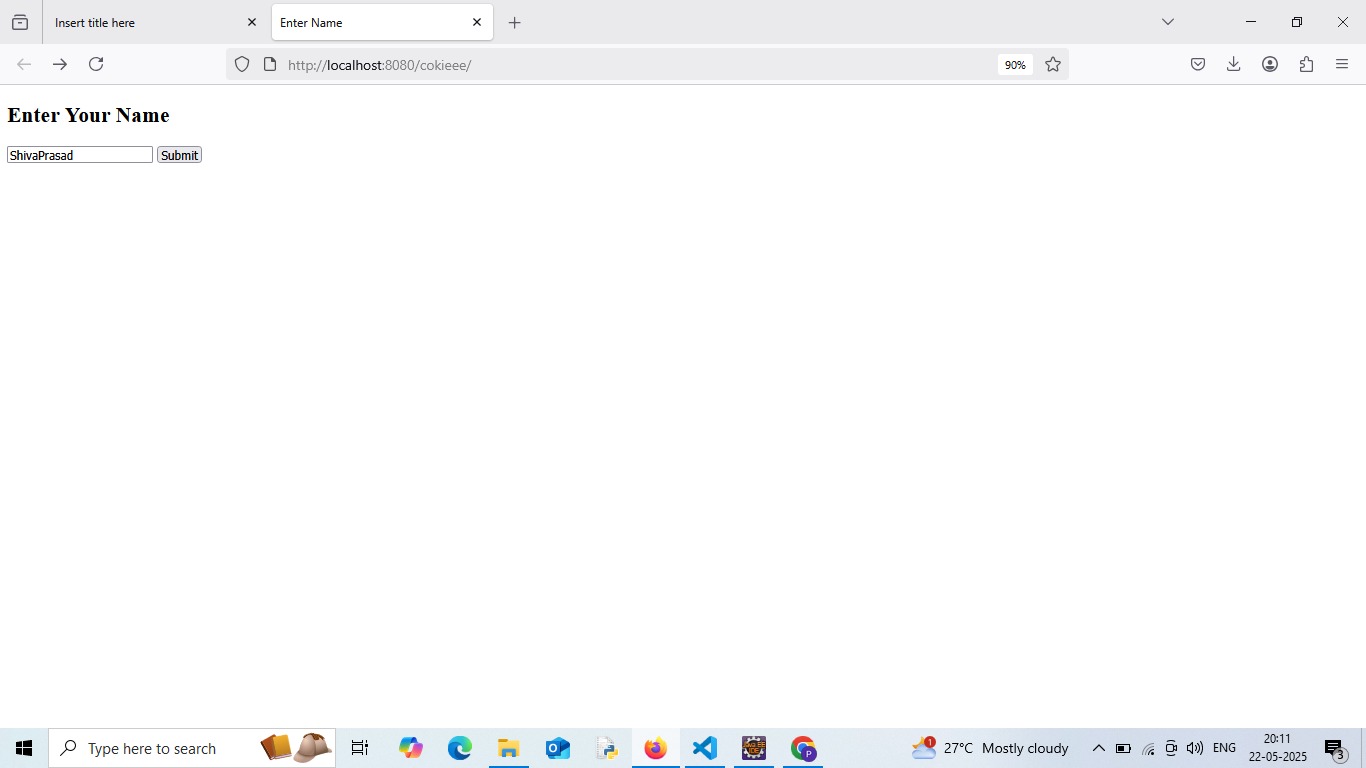 Insert title here
Enter Name
http://localhost:8080/cokieee/
90%
Enter Your Name
ShivaPrasad Submit
Type here to search
1
27°C Mostly cloudy
ENG
20:11
22-05-2025
3
P